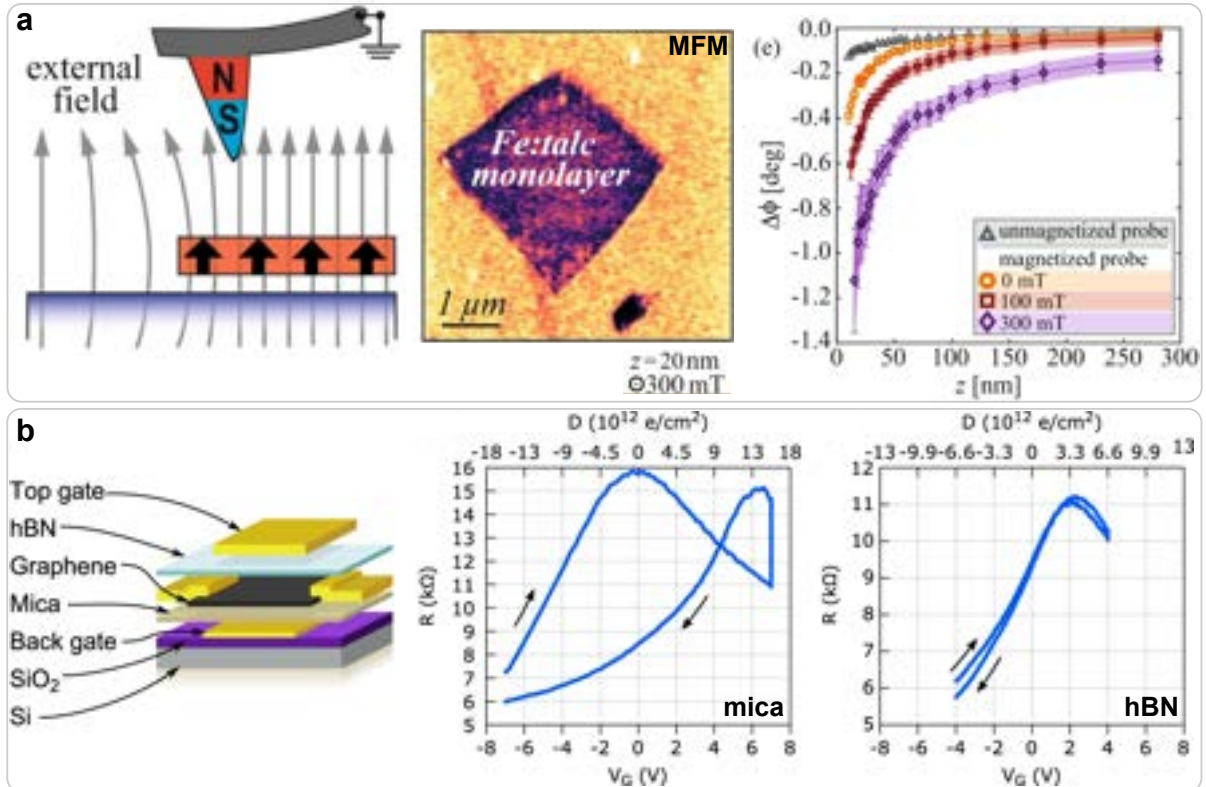 a
external
field
N
S
MFM
Fe:talc
monolayer
1 μm
z=20nm
⊙300 mT
(e)
0.0
-0.2
-0.4
-0.6
-0.8
-1.0
-1.2
-1.4
Δϕ [deg]
unmagnetized probe
magnetized probe
0 mT
100 mT
300 mT
0 50 100 150 200 250 300
z [nm]
b
Top gate
hBN
Graphene
Mica
Back gate
SiO2
Si
D (10^12 e/cm^2)
-18 -13 -9 -4.5 0 4.5 9 13 18
16
15
14
13
12
11
10
9
8
7
6
5
R (kΩ)
mica
-8 -6 -4 -2 0 2 4 6 8
VG (V)
D (10^12 e/cm^2)
-13 -9.9 -6.6 -3.3 0 3.3 6.6 9.9 13
13
12
11
10
9
8
7
6
5
R (kΩ)
hBN
-8 -6 -4 -2 0 2 4 6 8
VG (V)